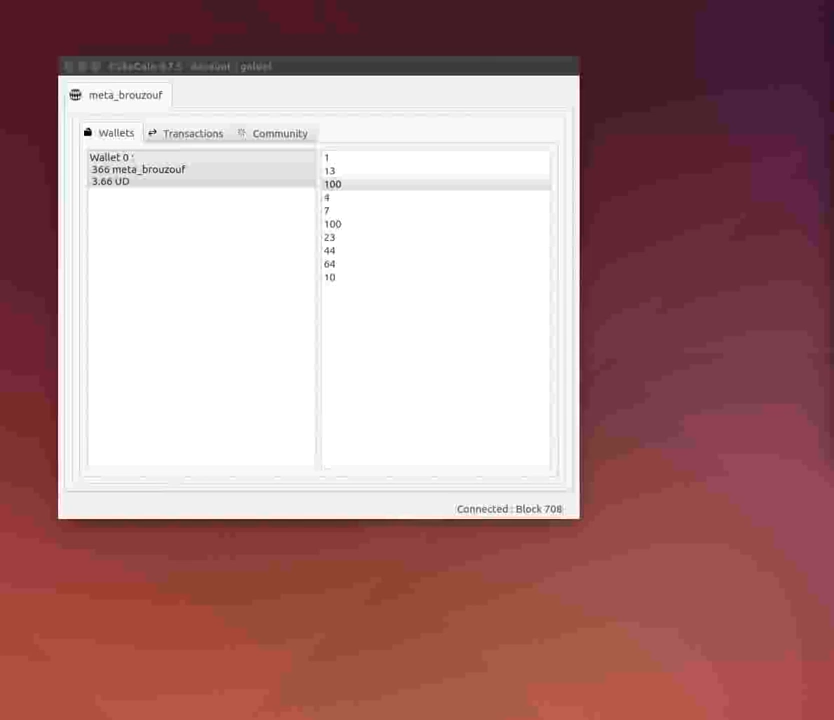 meta_brouzouf
Wallets
Transactions
Community
Wallet 0 :
366 meta_brouzouf
3.66 UD
1
13
100
4
7
100
23
44
64
10
Connected : Block 708